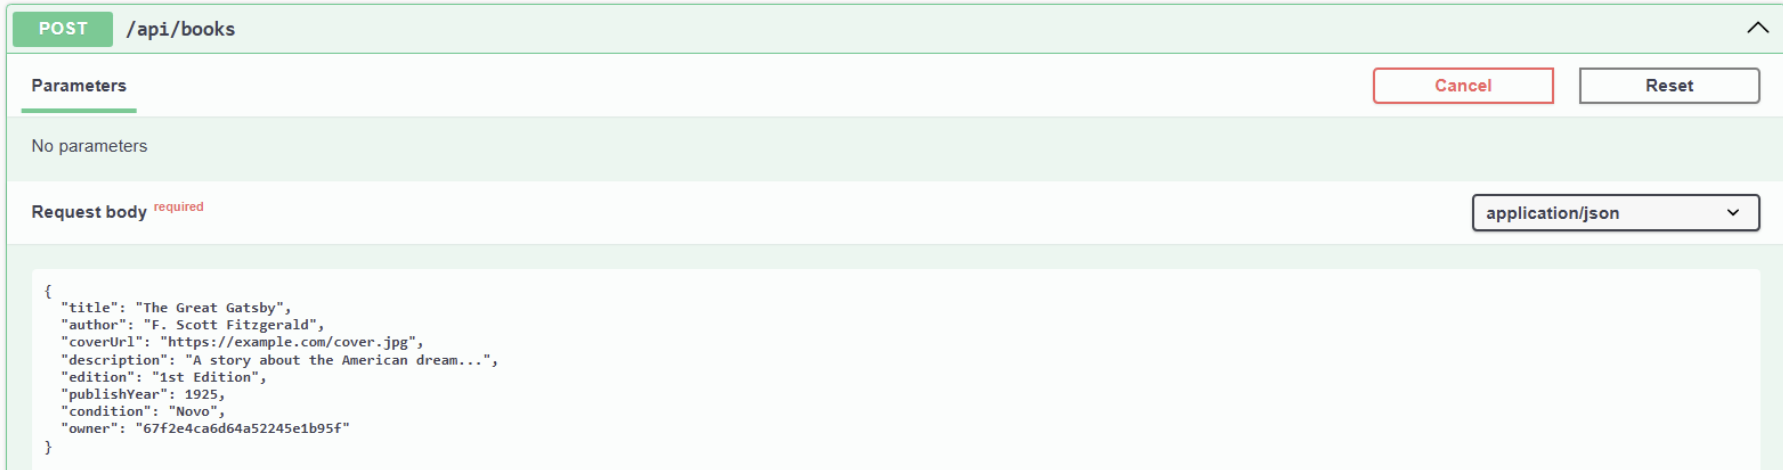 POST /api/books
Parameters Cancel Reset
No parameters
Request body required application/json
{
  "title": "The Great Gatsby",
  "author": "F. Scott Fitzgerald",
  "coverUrl": "https://example.com/cover.jpg",
  "description": "A story about the American dream...",
  "edition": "1st Edition",
  "publishYear": 1925,
  "condition": "Novo",
  "owner": "67f2e4ca6d64a52245e1b95f"
}